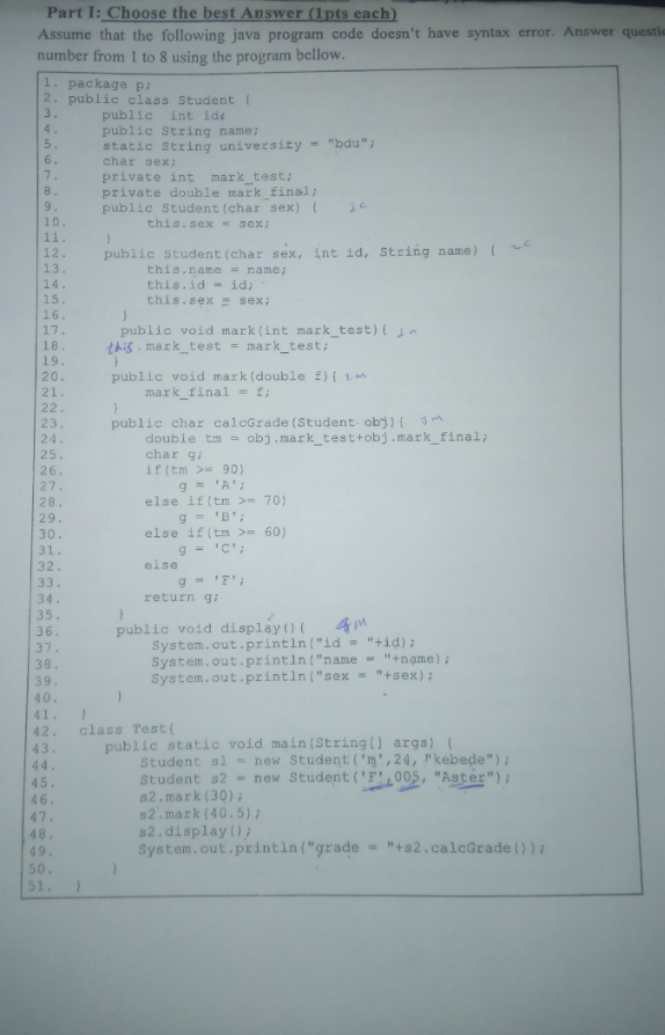 Part I: Choose the best Answer (1pts each)
Assume that the following java program code doesn't have syntax error. Answer
number from 1 to 8 using the program bellow.
1. package p;
2. public class Student {
3. public int id;
4. public String name;
5. static String university = "bdu";
6. char sex;
7. private int mark_test;
8. private double mark_final;
9. public Student(char sex) {
10. this.sex = sex;
11. }
12. public Student(char sex, int id, String name) {
13. this.name = name;
14. this.id = id;
15. this.sex = sex;
16. }
17. public void mark(int mark_test){
18. this.mark_test = mark_test;
19. }
20. public void mark(double f){ 2m
21. mark_final = f;
22. }
23. public char calcGrade(Student obj){ 3m
24. double tm = obj.mark_test+obj.mark_final;
25. char g;
26. if(tm >= 90)
27. g = 'A';
28. else if(tm >= 70)
29. g = 'B';
30. else if(tm >= 60)
31. g = 'C';
32. else
33. g = 'F';
34. return g;
35. }
36. public void display(){ 4M
37. System.out.println("id = "+id);
38. System.out.println("name = "+name);
39. System.out.println("sex = "+sex);
40. }
41. }
42. class Test{
43. public static void main(String[] args) {
44. Student s1 = new Student('m',24, "kebede");
45. Student s2 = new Student('F',005, "Aster");
46. s2.mark(30);
47. s2.mark(40.5);
48. s2.display();
49. System.out.println("grade = "+s2.calcGrade());
50. }
51. }